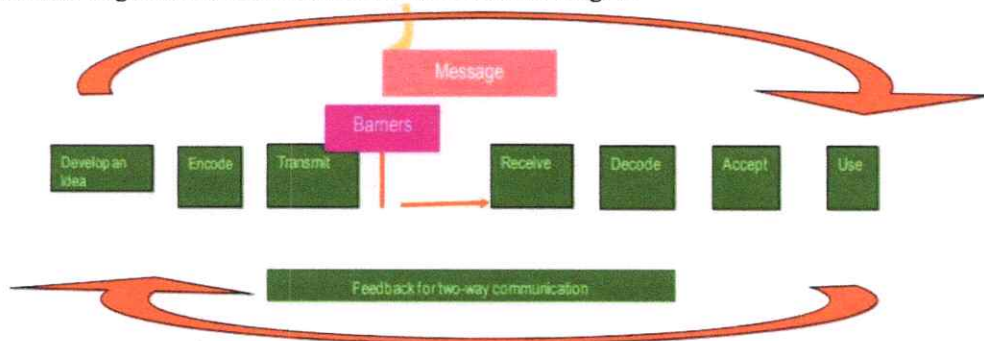 Message
Barriers
Develop an
Idea
Encode
Transmit
Receive
Decode
Accept
Use
Feedback for two-way communication